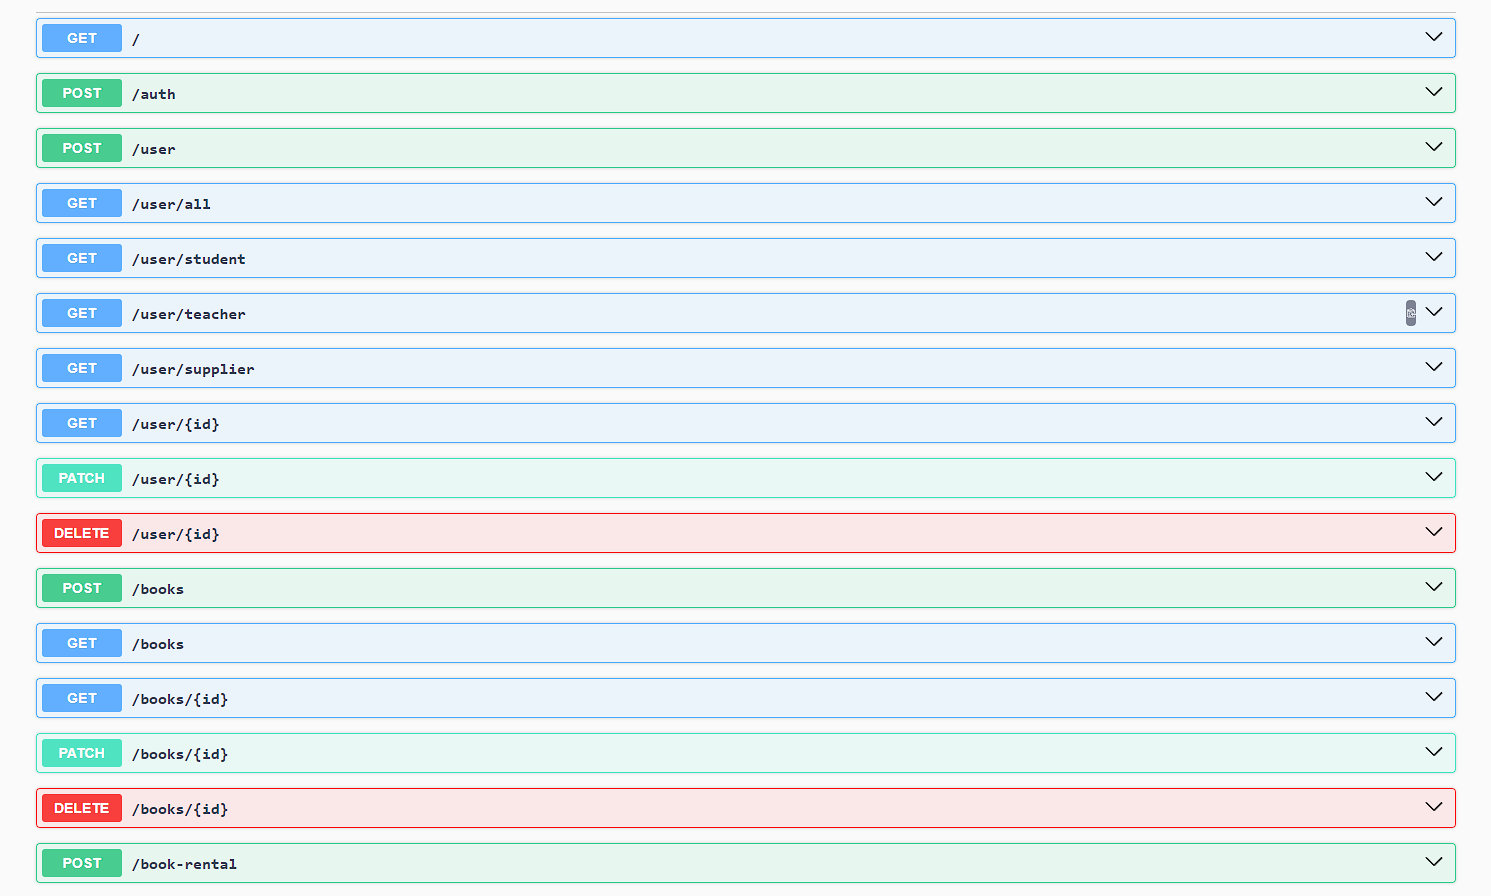 GET /
POST /auth
POST /user
GET /user/all
GET /user/student
GET /user/teacher
GET /user/supplier
GET /user/{id}
PATCH /user/{id}
DELETE /user/{id}
POST /books
GET /books
GET /books/{id}
PATCH /books/{id}
DELETE /books/{id}
POST /book-rental